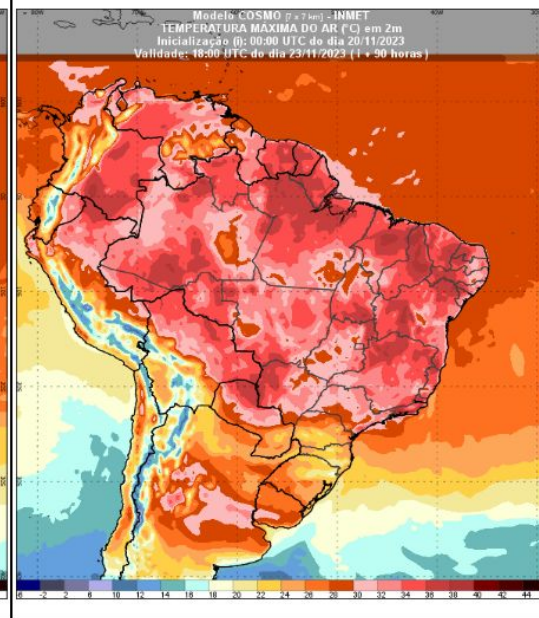 Modelo COSMO [7 x 7 km] - INMET
TEMPERATURA MÁXIMA DO AR (°C) em 2m
Inicialização (i): 00:00 UTC do dia 20/11/2023
Validade: 18:00 UTC do dia 23/11/2023 ( i + 90 horas )
-6 -2 2 6 10 12 14 16 18 20 22 24 26 28 30 32 34 36 38 40 42 44